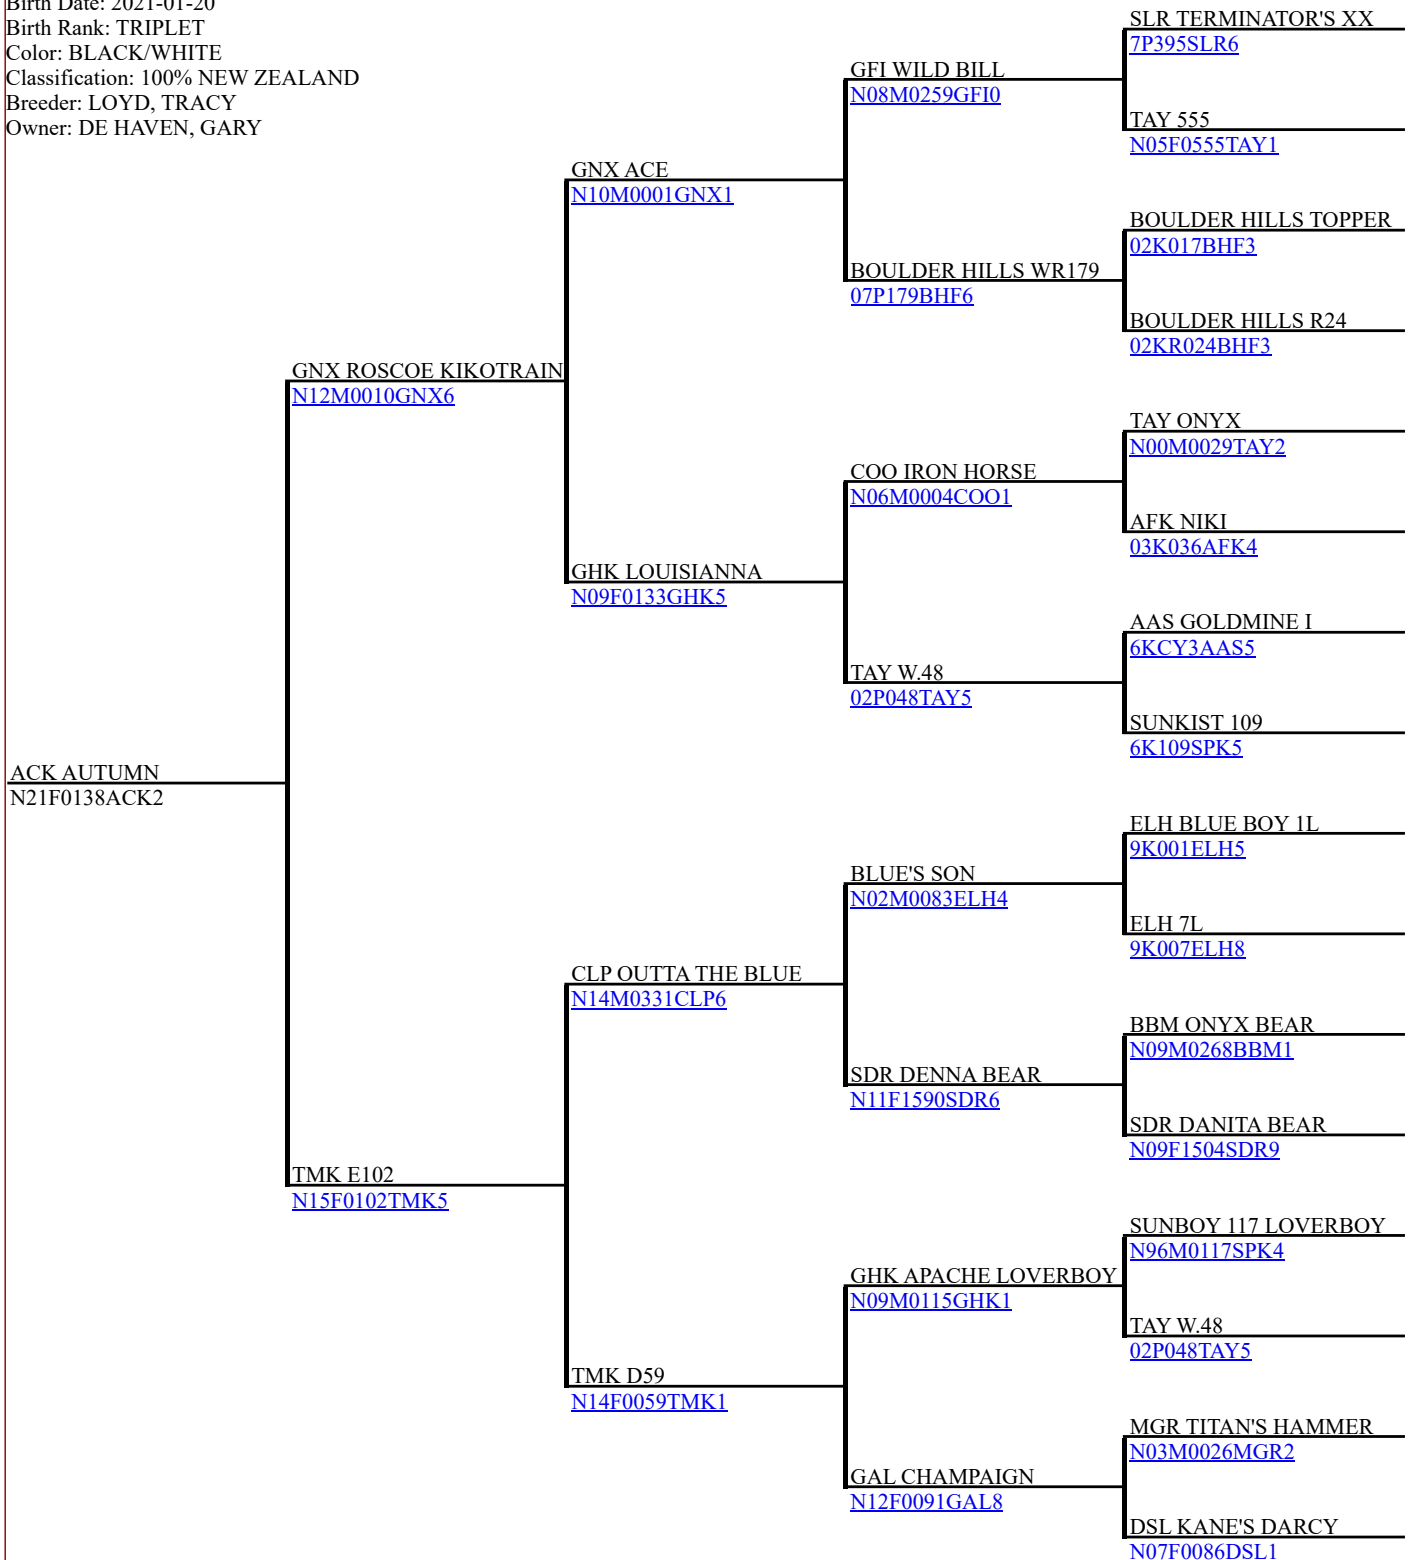 Birth Date: 2021-01-20
Birth Rank: TRIPLET
Color: BLACK/WHITE
Classification: 100% NEW ZEALAND
Breeder: LOYD, TRACY
Owner: DE HAVEN, GARY
SLR TERMINATOR'S XX
7P395SLR6
GFI WILD BILL
N08M0259GFI0
TAY 555
N05F0555TAY1
GNX ACE
N10M0001GNX1
BOULDER HILLS TOPPER
02K017BHF3
BOULDER HILLS WR179
07P179BHF6
BOULDER HILLS R24
02KR024BHF3
GNX ROSCOE KIKOTRAIN
N12M0010GNX6
TAY ONYX
N00M0029TAY2
COO IRON HORSE
N06M0004COO1
AFK NIKI
03K036AFK4
GHK LOUISIANNA
N09F0133GHK5
AAS GOLDMINE I
6KCY3AAS5
TAY W.48
02P048TAY5
SUNKIST 109
6K109SPK5
ACK AUTUMN
N21F0138ACK2
ELH BLUE BOY 1L
9K001ELH5
BLUE'S SON
N02M0083ELH4
ELH 7L
9K007ELH8
CLP OUTTA THE BLUE
N14M0331CLP6
BBM ONYX BEAR
N09M0268BBM1
SDR DENNA BEAR
N11F1590SDR6
SDR DANITA BEAR
N09F1504SDR9
TMK E102
N15F0102TMK5
SUNBOY 117 LOVERBOY
N96M0117SPK4
GHK APACHE LOVERBOY
N09M0115GHK1
TAY W.48
02P048TAY5
TMK D59
N14F0059TMK1
MGR TITAN'S HAMMER
N03M0026MGR2
GAL CHAMPAIGN
N12F0091GAL8
DSL KANE'S DARCY
N07F0086DSL1